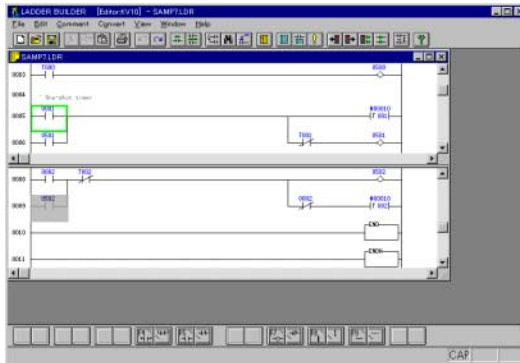 LADDER BUILDER [Editor:KV10] - SAMP7.LDR
File Edit Comment Convert View Window Help
SAMP7.LDR
T000 0500
0003
0004
0001 #00010
0005 [T 001]
0501 T001 0501
0006
0002 T002 0502
0008
0502 0002 #00010
0009 [T 002]
END
0010
ENDH
0011
CAP